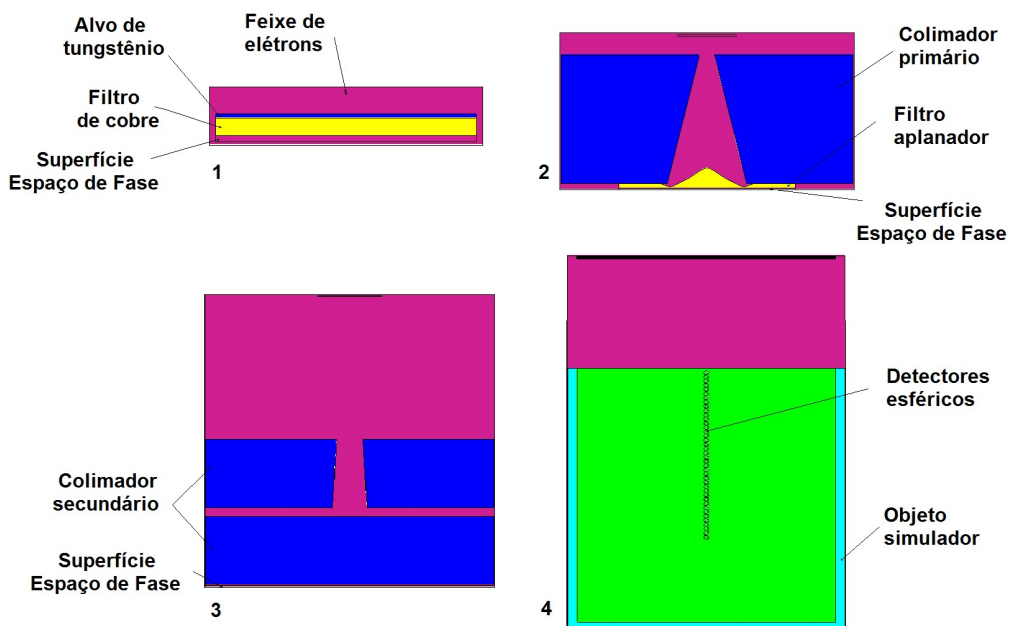 Alvo de
tungstênio
Feixe de
elétrons
Filtro
de cobre
Superfície
Espaço de Fase
1
Colimador
primário
Filtro
aplanador
2
Superfície
Espaço de Fase
Colimador
secundário
Superfície
Espaço de Fase
3
Detectores
esféricos
Objeto
simulador
4